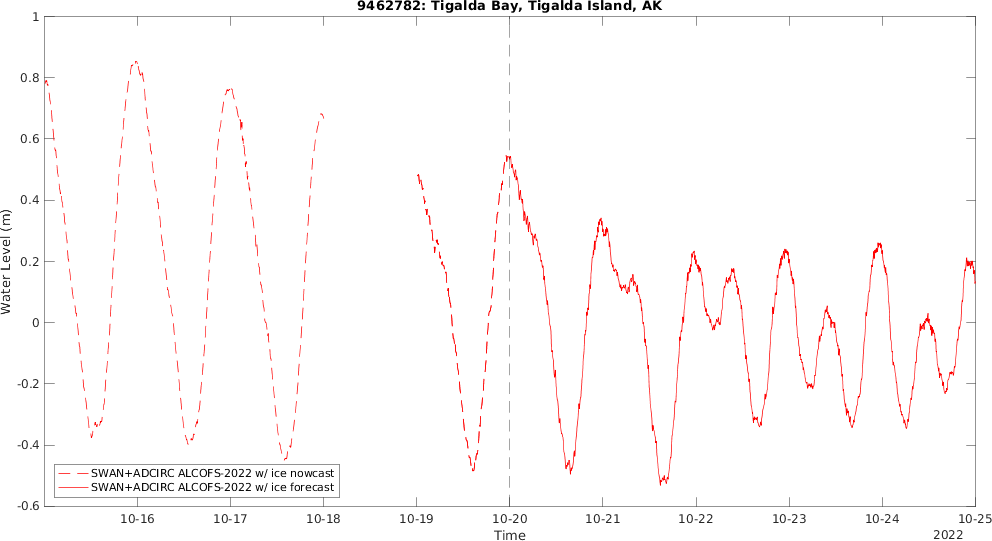 9462782: Tigalda Bay, Tigalda Island, AK
1
0.8
0.6
0.4
0.2
0
-0.2
-0.4
-0.6
Water Level (m)
SWAN+ADCIRC ALCOFS-2022 w/ ice nowcast
SWAN+ADCIRC ALCOFS-2022 w/ ice forecast
10-16 10-17 10-18 10-19 10-20 10-21 10-22 10-23 10-24 10-25
Time
2022